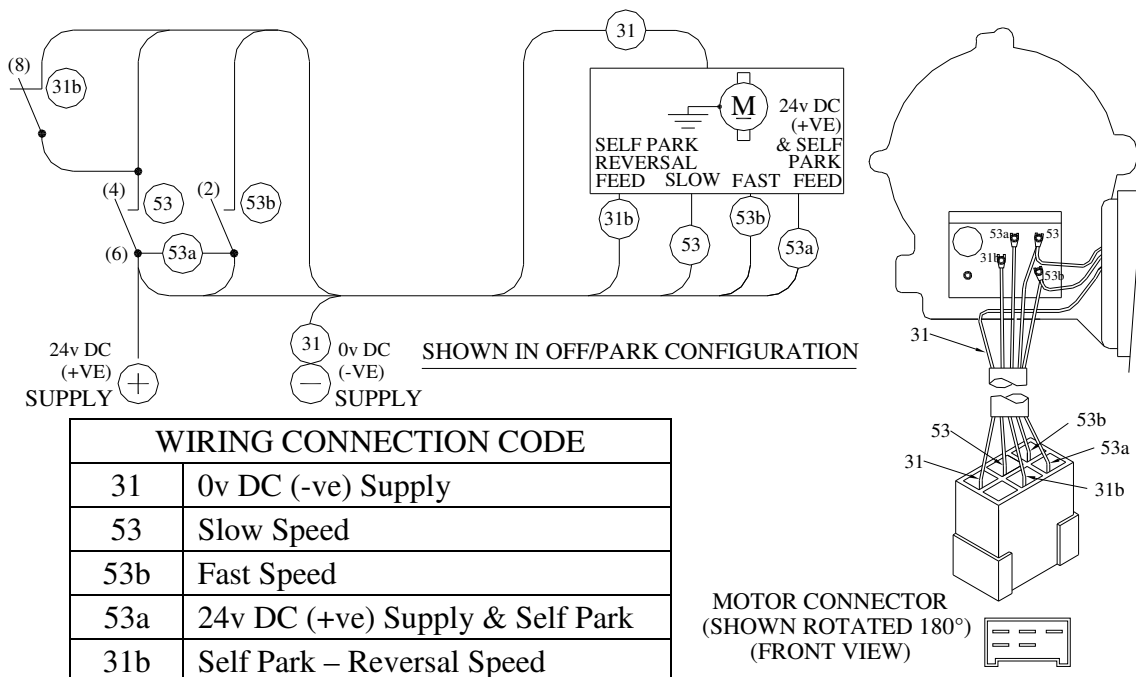 31
(8)
31b
M
24v DC
(+VE)
& SELF
PARK
FEED
SELF PARK
REVERSAL
FEED
SLOW
FAST
(4)
53
(2)
53b
31b
53
53b
53a
(6)
53a
53a
53
31b
53b
31
24v DC
(+VE)
SUPPLY
+
31
0v DC
(-VE)
SUPPLY
−
SHOWN IN OFF/PARK CONFIGURATION
53b
53
53a
31
31b
WIRING CONNECTION CODE
31 0v DC (-ve) Supply
53 Slow Speed
53b Fast Speed
53a 24v DC (+ve) Supply & Self Park
31b Self Park – Reversal Speed
MOTOR CONNECTOR
(SHOWN ROTATED 180°)
(FRONT VIEW)